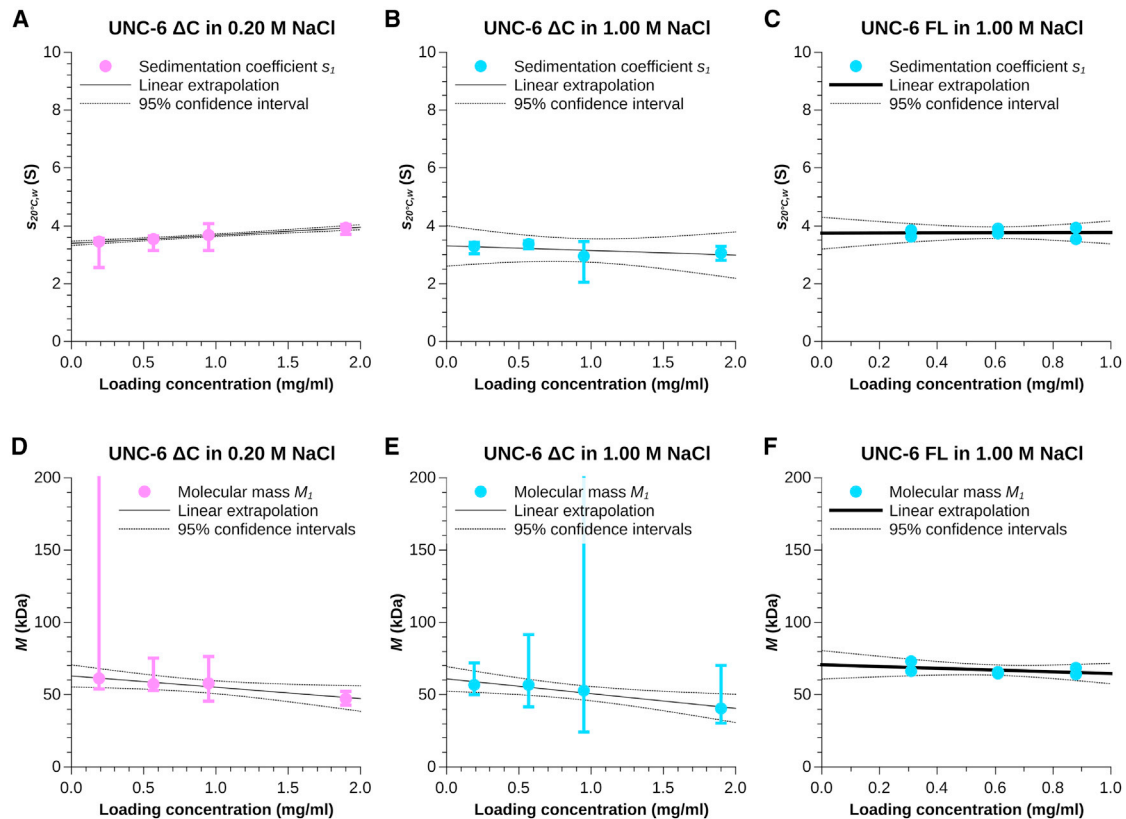 A
UNC-6 ΔC in 0.20 M NaCl
10
8
6
4
2
0
s20°C,w (S)
Sedimentation coefficient s1
Linear extrapolation
95% confidence interval
0.0 0.5 1.0 1.5 2.0
Loading concentration (mg/ml)
B
UNC-6 ΔC in 1.00 M NaCl
10
8
6
4
2
0
s20°C,w (S)
Sedimentation coefficient s1
Linear extrapolation
95% confidence interval
0.0 0.5 1.0 1.5 2.0
Loading concentration (mg/ml)
C
UNC-6 FL in 1.00 M NaCl
10
8
6
4
2
0
s20°C,w (S)
Sedimentation coefficient s1
Linear extrapolation
95% confidence interval
0.0 0.2 0.4 0.6 0.8 1.0
Loading concentration (mg/ml)
D
UNC-6 ΔC in 0.20 M NaCl
200
150
100
50
0
M (kDa)
Molecular mass M1
Linear extrapolation
95% confidence intervals
0.0 0.5 1.0 1.5 2.0
Loading concentration (mg/ml)
E
UNC-6 ΔC in 1.00 M NaCl
200
150
100
50
0
M (kDa)
Molecular mass M1
Linear extrapolation
95% confidence intervals
0.0 0.5 1.0 1.5 2.0
Loading concentration (mg/ml)
F
UNC-6 FL in 1.00 M NaCl
200
150
100
50
0
M (kDa)
Molecular mass M1
Linear extrapolation
95% confidence intervals
0.0 0.2 0.4 0.6 0.8 1.0
Loading concentration (mg/ml)